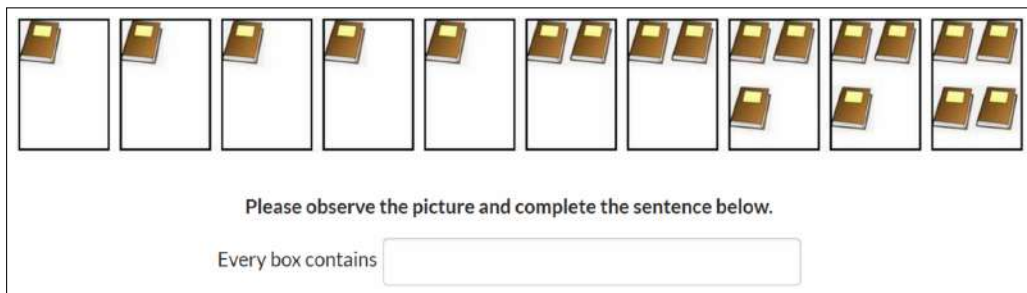 Please observe the picture and complete the sentence below.
Every box contains